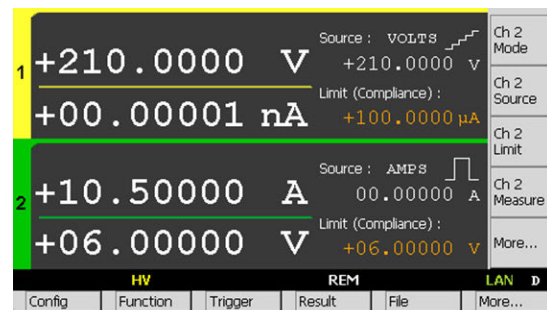 1
+210.0000 V
+00.00001 nA
Source : VOLTS
+210.0000 V
Limit (Compliance) :
+100.0000 µA
2
+10.50000 A
+06.00000 V
Source : AMPS
00.00000 A
Limit (Compliance) :
+06.00000 V
Ch 2
Mode
Ch 2
Source
Ch 2
Limit
Ch 2
Measure
More...
HV REM LAN D
Config Function Trigger Result File More...